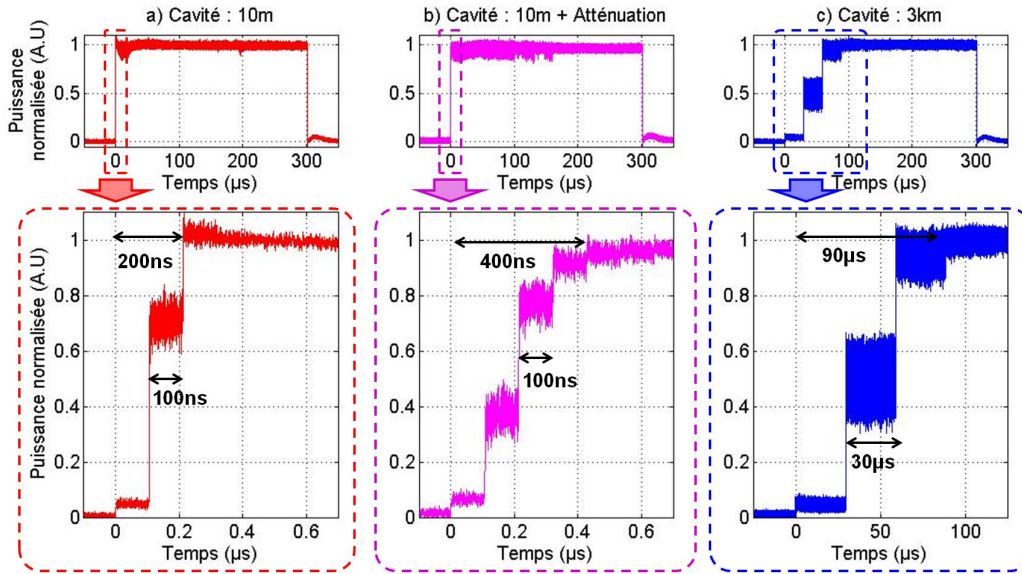 a) Cavité : 10m
b) Cavité : 10m + Atténuation
c) Cavité : 3km
Puissance
normalisée (A.U)
1
0.5
0
0 100 200 300
Temps (µs)
1
0.5
0
0 100 200 300
Temps (µs)
1
0.5
0
0 100 200 300
Temps (µs)
Puissance normalisée (A.U)
1
0.8
0.6
0.4
0.2
0
200ns
100ns
0 0.2 0.4 0.6
Temps (µs)
1
0.8
0.6
0.4
0.2
0
400ns
100ns
0 0.2 0.4 0.6
Temps (µs)
1
0.8
0.6
0.4
0.2
0
90µs
30µs
0 50 100
Temps (µs)